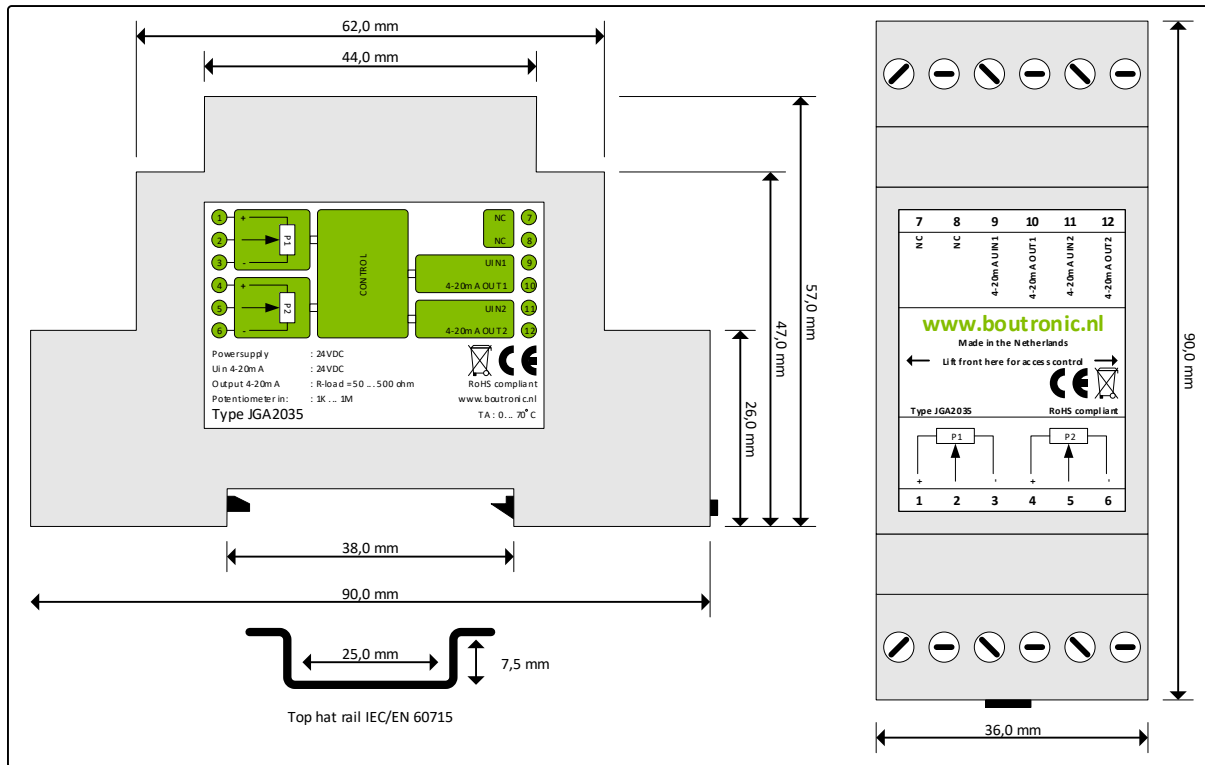 62,0 mm
44,0 mm
1 + P1 CONTROL NC 7
2 NC 8
3 - UIN1 9
4 + 4-20mA OUT1 10
5 P2 UIN2 11
6 - 4-20mA OUT2 12
Powersupply : 24VDC
Uin 4-20mA : 24VDC
Output 4-20mA : R-load =50 ... 500 ohm RoHS compliant
Potentiometer in: : 1K ... 1M www.boutronic.nl
Type JGA2035 TA : 0... 70°C
CE
57,0 mm
47,0 mm
26,0 mm
38,0 mm
90,0 mm
25,0 mm
7,5 mm
Top hat rail IEC/EN 60715
7 8 9 10 11 12
NC
NC
4-20mA UIN1
4-20mA OUT1
4-20mA UIN2
4-20mA OUT2
www.boutronic.nl
Made in the Netherlands
Lift front here for access control
CE
Type JGA2035 RoHS compliant
P1 P2
+ - + -
1 2 3 4 5 6
90,0 mm
36,0 mm